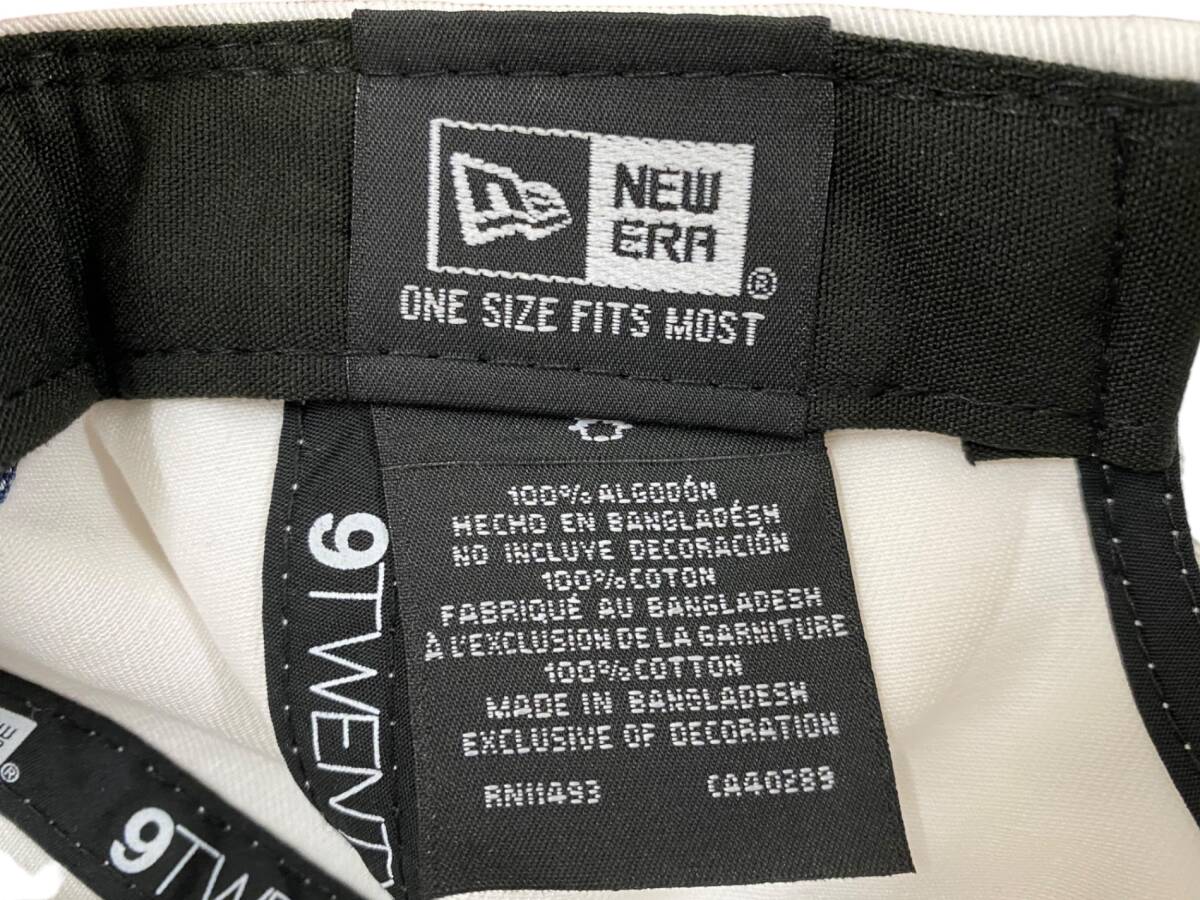 NEW
ERA
®
ONE SIZE FITS MOST
100% ALGODÓN
HECHO EN BANGLADÉSH
NO INCLUYE DECORACIÓN
100% COTON
FABRIQUÉ AU BANGLADESH
À L'EXCLUSION DE LA GARNITURE
100% COTTON
MADE IN BANGLADESH
EXCLUSIVE OF DECORATION
RN11493 CA40289
9TWENT
®
9TWE